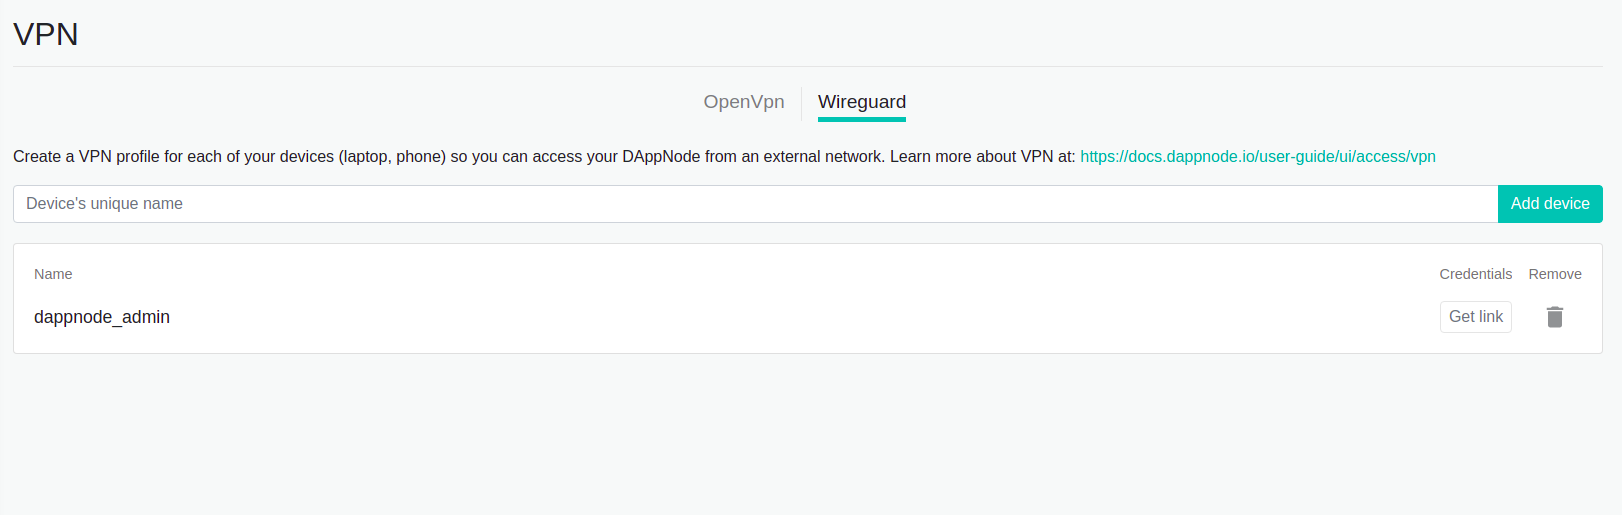 VPN
OpenVpn Wireguard
Create a VPN profile for each of your devices (laptop, phone) so you can access your DAppNode from an external network. Learn more about VPN at: https://docs.dappnode.io/user-guide/ui/access/vpn
Device's unique name Add device
Name Credentials Remove
dappnode_admin Get link